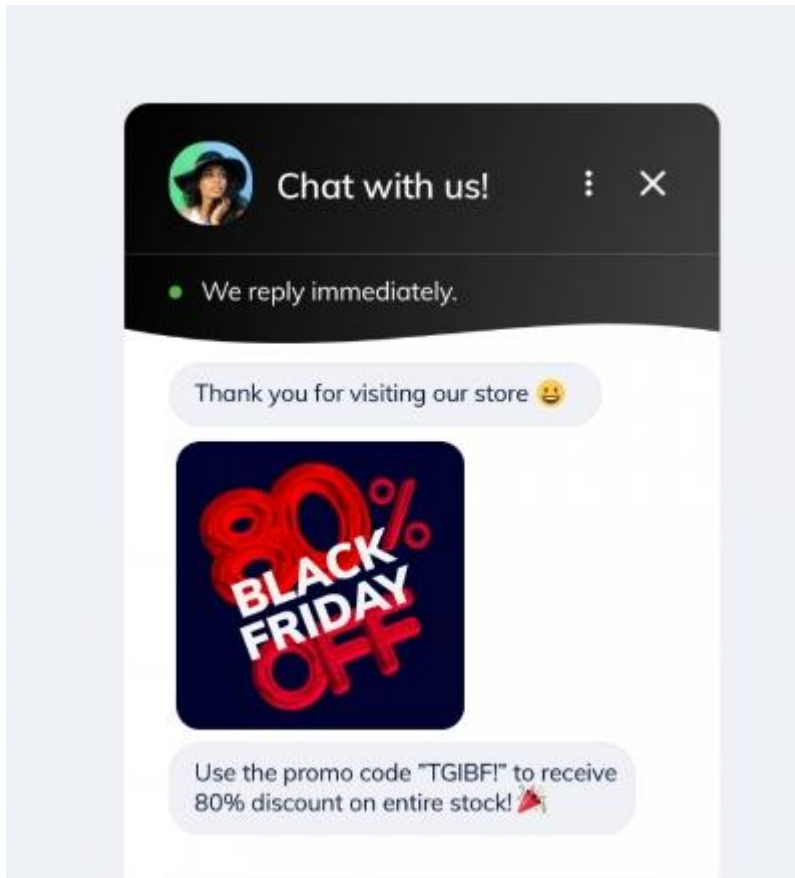 Chat with us!
We reply immediately.
Thank you for visiting our store 😀
80%
BLACK
FRIDAY
OFF
Use the promo code ”TGIBF!” to receive
80% discount on entire stock! 🎉